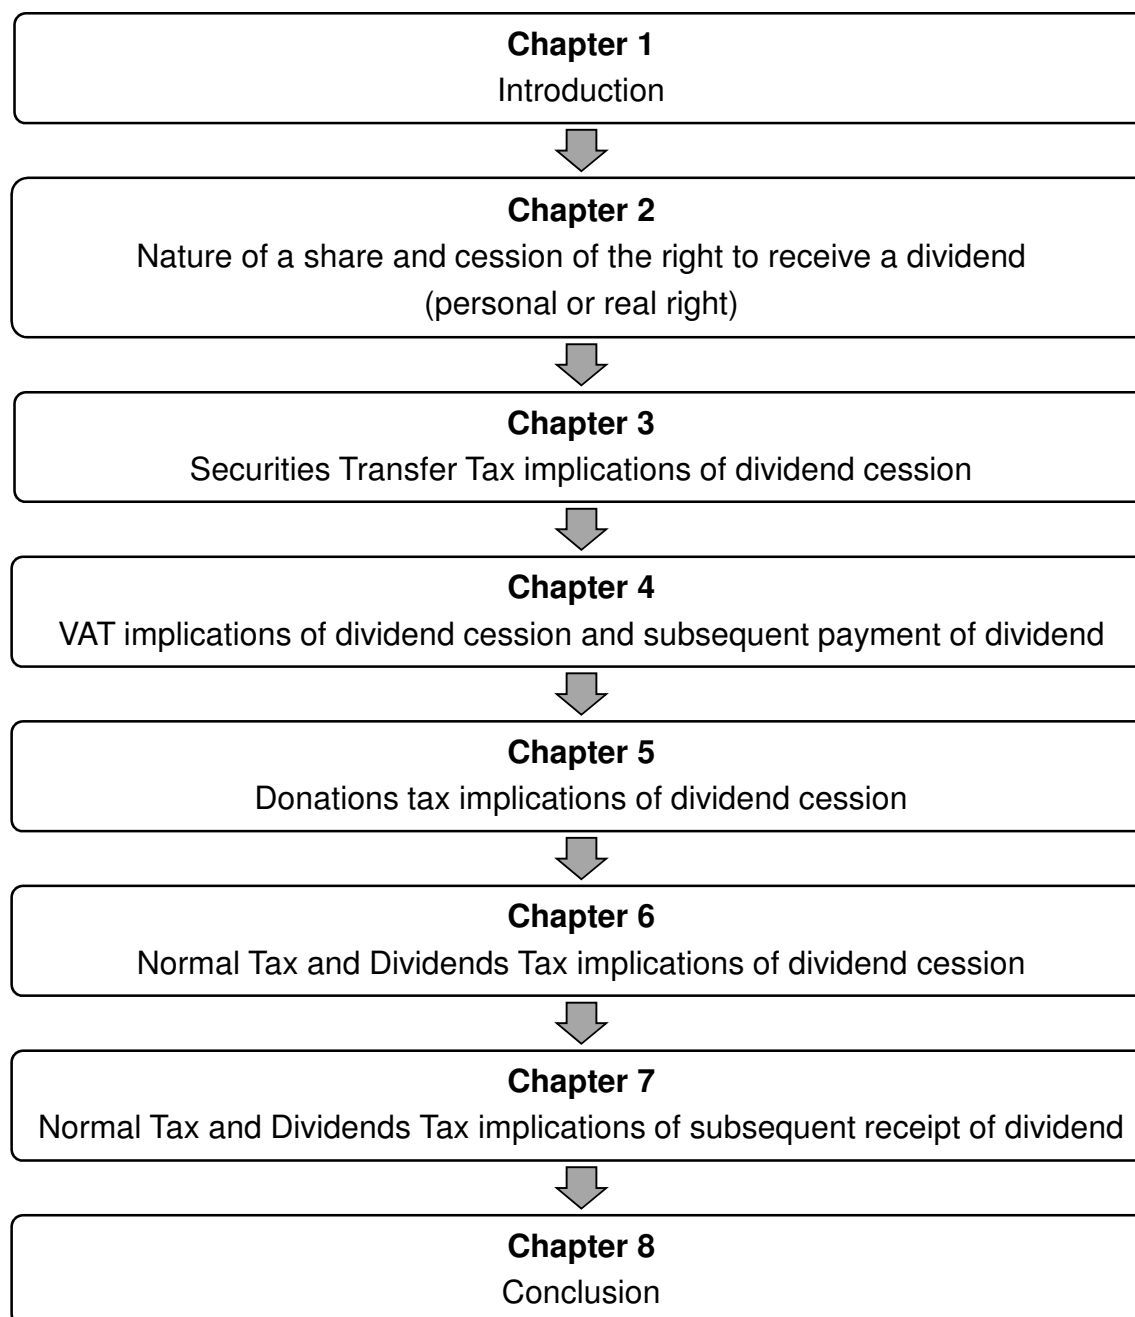 Chapter 1
Introduction
Chapter 2
Nature of a share and cession of the right to receive a dividend
(personal or real right)
Chapter 3
Securities Transfer Tax implications of dividend cession
Chapter 4
VAT implications of dividend cession and subsequent payment of dividend
Chapter 5
Donations tax implications of dividend cession
Chapter 6
Normal Tax and Dividends Tax implications of dividend cession
Chapter 7
Normal Tax and Dividends Tax implications of subsequent receipt of dividend
Chapter 8
Conclusion